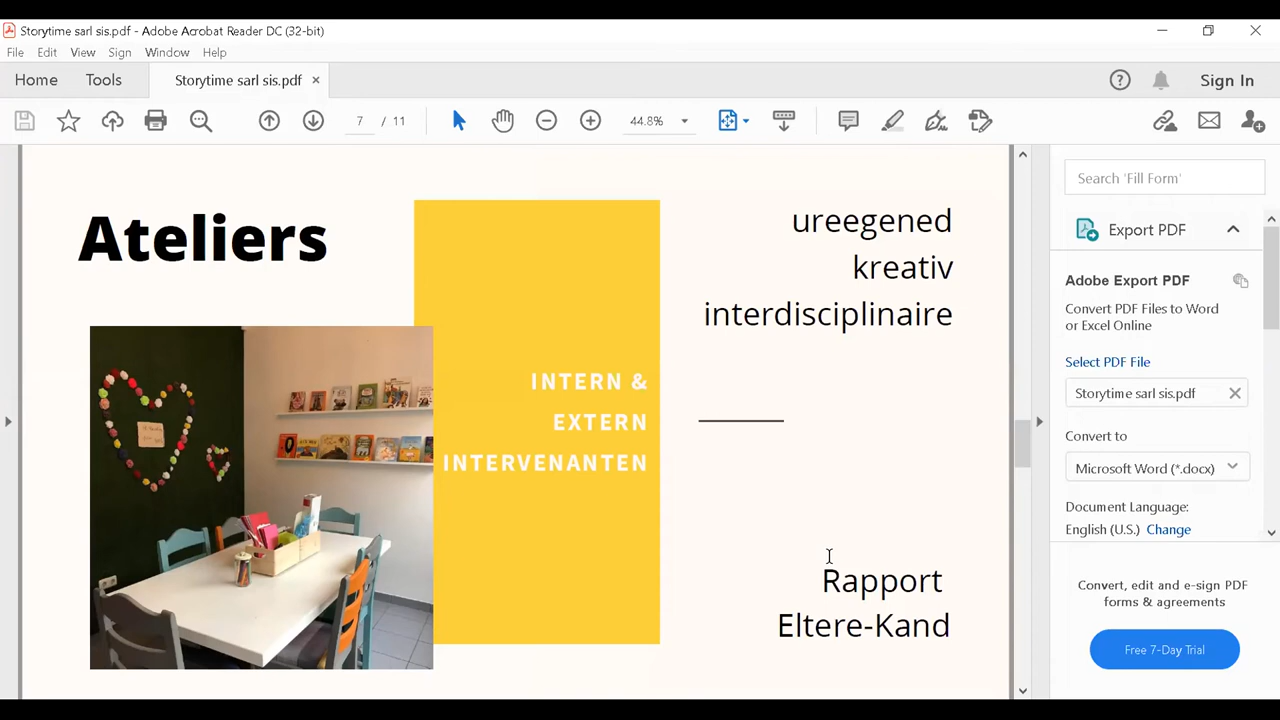 Storytime sarl sis.pdf - Adobe Acrobat Reader DC (32-bit)
File Edit View Sign Window Help
Home Tools Storytime sarl sis.pdf × Sign In
7 / 11 44.8%
Ateliers
INTERN &
EXTERN
INTERVENANTEN
ureegened
kreativ
interdisciplinaire
Rapport
Eltere-Kand
Search 'Fill Form'
Export PDF
Adobe Export PDF
Convert PDF Files to Word
or Excel Online
Select PDF File
Storytime sarl sis.pdf
Convert to
Microsoft Word (*.docx)
Document Language:
English (U.S.) Change
Convert, edit and e-sign PDF
forms & agreements
Free 7-Day Trial